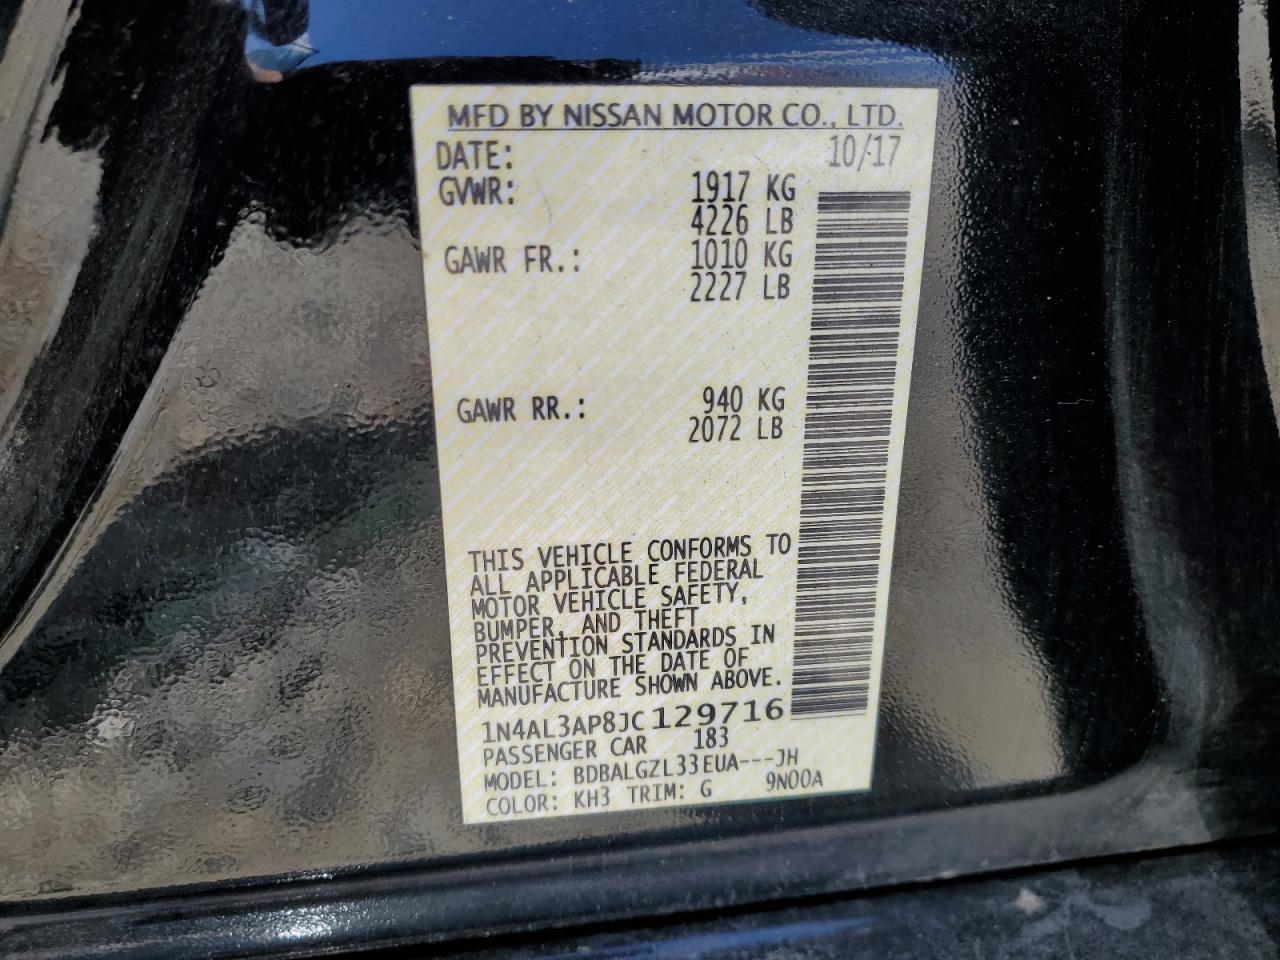 MFD BY NISSAN MOTOR CO., LTD.
DATE: 10/17
GVWR: 1917 KG
4226 LB
GAWR FR.: 1010 KG
2227 LB
GAWR RR.: 940 KG
2072 LB
THIS VEHICLE CONFORMS TO
ALL APPLICABLE FEDERAL
MOTOR VEHICLE SAFETY,
BUMPER, AND THEFT
PREVENTION STANDARDS IN
EFFECT ON THE DATE OF
MANUFACTURE SHOWN ABOVE.
1N4AL3AP8JC129716
PASSENGER CAR 183
MODEL: BDBALGZL33EUA---JH
COLOR: KH3 TRIM: G 9N00A